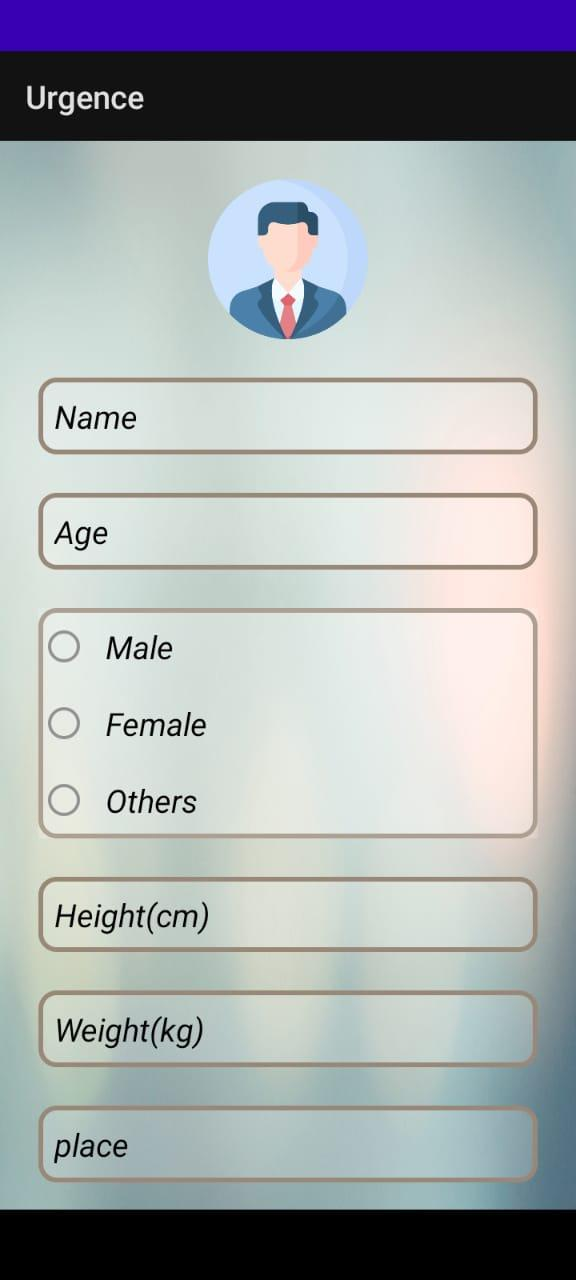 Urgence
Name
Age
Male
Female
Others
Height(cm)
Weight(kg)
place